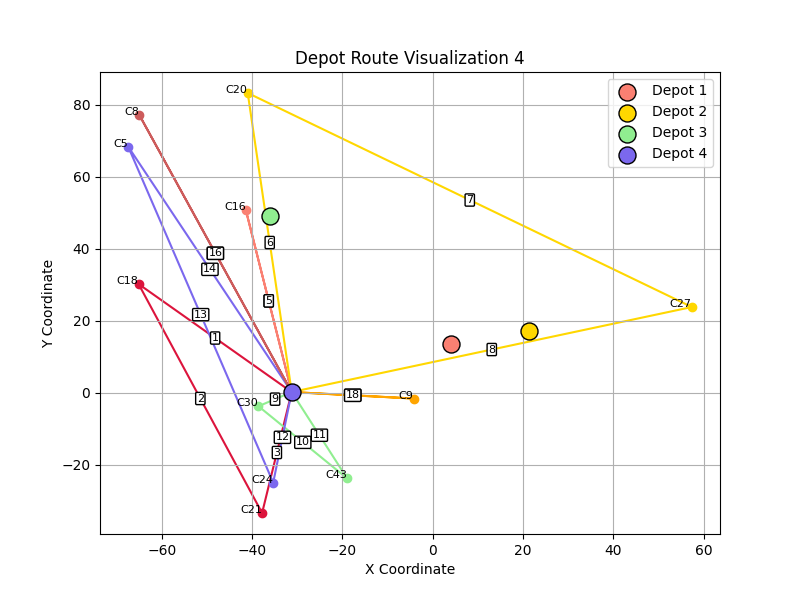 Depot Route Visualization 4
Depot 1
Depot 2
Depot 3
Depot 4
Y Coordinate
80
60
40
20
0
−20
−60
−40
−20
0
20
40
60
X Coordinate
C20
C8
C5
C16
C18
C27
C30
C9
C43
C24
C21
7
6
16
14
5
13
1
8
2
9
18
11
12
10
3